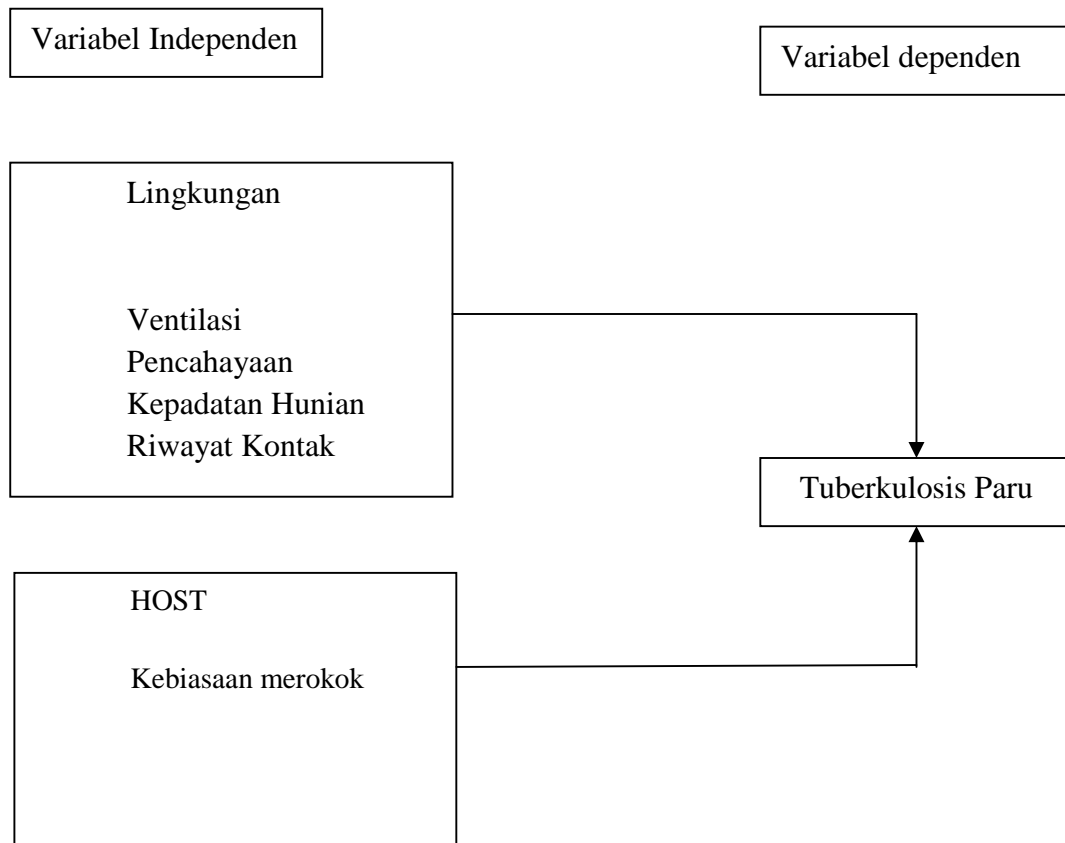 Variabel Independen
Variabel dependen
Lingkungan
Ventilasi
Pencahayaan
Kepadatan Hunian
Riwayat Kontak
Tuberkulosis Paru
HOST
Kebiasaan merokok